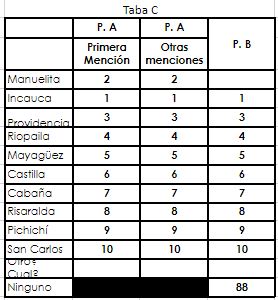 Taba C
P. A P. A P. B
Primera Mención Otras menciones
Manuelita 2 2
Incauca 1 1 1
Providencia 3 3 3
Riopaila 4 4 4
Mayagüez 5 5 5
Castilla 6 6 6
Cabaña 7 7 7
Risaralda 8 8 8
Pichichí 9 9 9
San Carlos 10 10 10
Otro?
Cual?
Ninguno 88